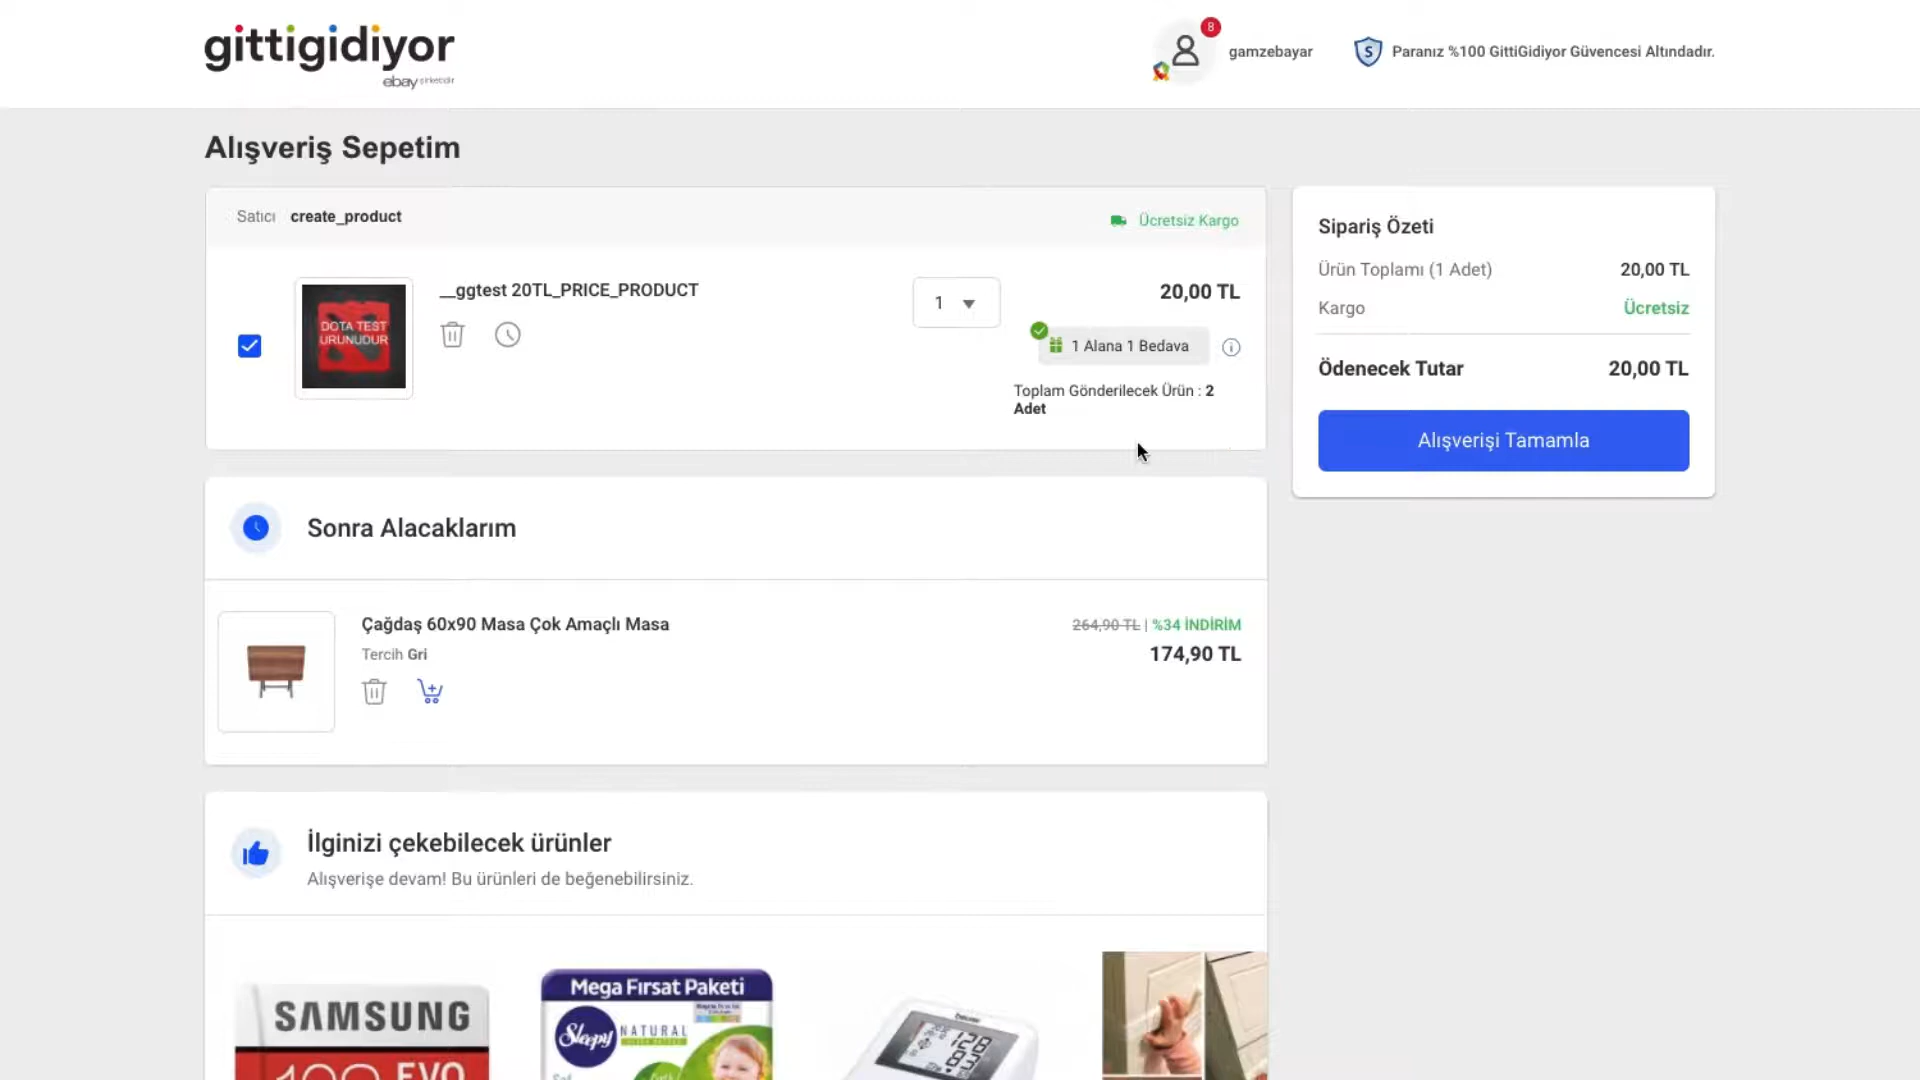 gittigidiyor
ebay şirketidir
8
gamzebayar
S
Paranız %100 GittiGidiyor Güvencesi Altındadır.
Alışveriş Sepetim
Satıcı create_product
Ücretsiz Kargo
DOTA TEST
URUNUDUR
__ggtest 20TL_PRICE_PRODUCT
1
20,00 TL
1 Alana 1 Bedava
Toplam Gönderilecek Ürün : 2
Adet
Sipariş Özeti
Ürün Toplamı (1 Adet) 20,00 TL
Kargo Ücretsiz
Ödenecek Tutar 20,00 TL
Alışverişi Tamamla
Sonra Alacaklarım
Çağdaş 60x90 Masa Çok Amaçlı Masa
Tercih Gri
264,90 TL | %34 İNDİRİM
174,90 TL
İlginizi çekebilecek ürünler
Alışverişe devam! Bu ürünleri de beğenebilirsiniz.
SAMSUNG
EVO
Mega Fırsat Paketi
Sleepy
NATURAL
beurer